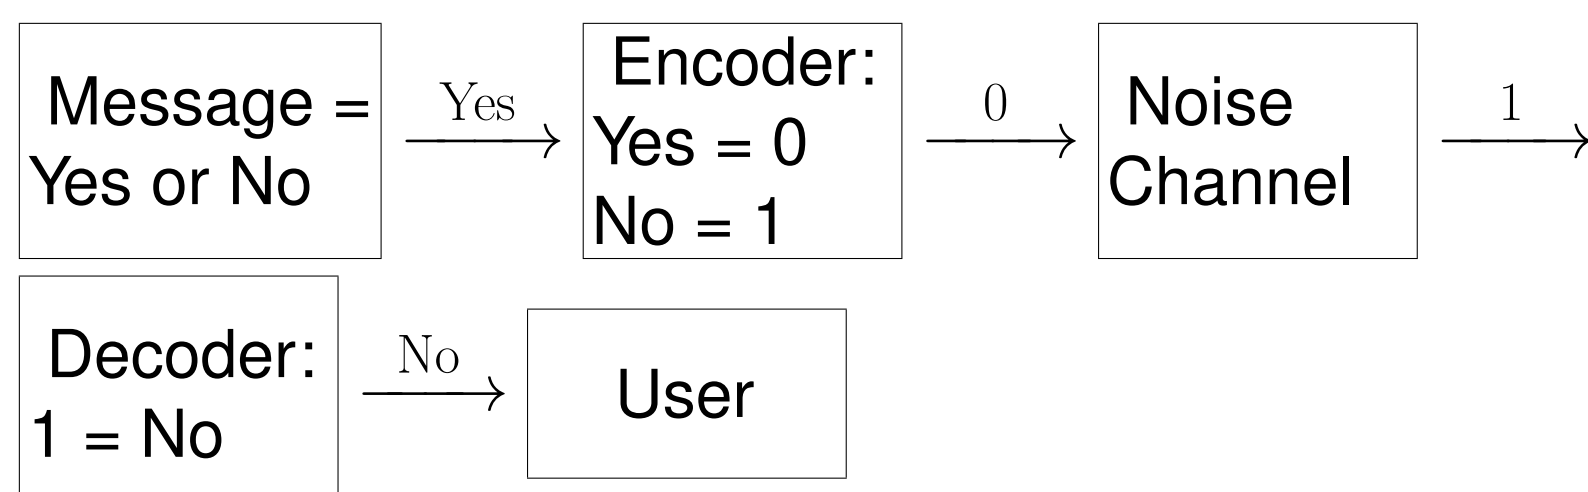 Message =
Yes or No
Yes
Encoder:
Yes = 0
No = 1
0
Noise
Channel
1
Decoder:
1 = No
No
User